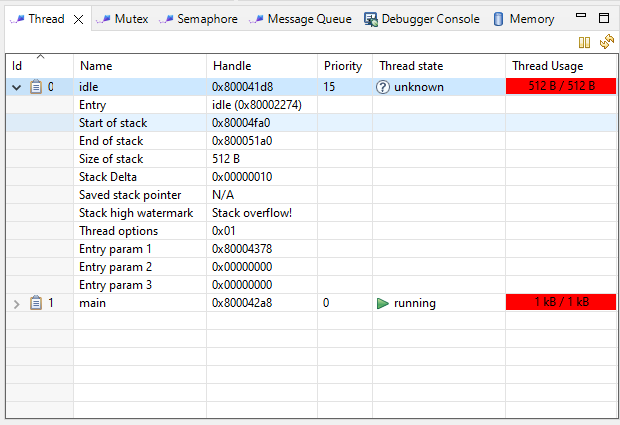 Thread Mutex Semaphore Message Queue Debugger Console Memory
Id Name Handle Priority Thread state Thread Usage
0 idle 0x800041d8 15 unknown 512 B / 512 B
Entry idle (0x80002274)
Start of stack 0x80004fa0
End of stack 0x800051a0
Size of stack 512 B
Stack Delta 0x00000010
Saved stack pointer N/A
Stack high watermark Stack overflow!
Thread options 0x01
Entry param 1 0x80004378
Entry param 2 0x00000000
Entry param 3 0x00000000
1 main 0x800042a8 0 running 1 kB / 1 kB